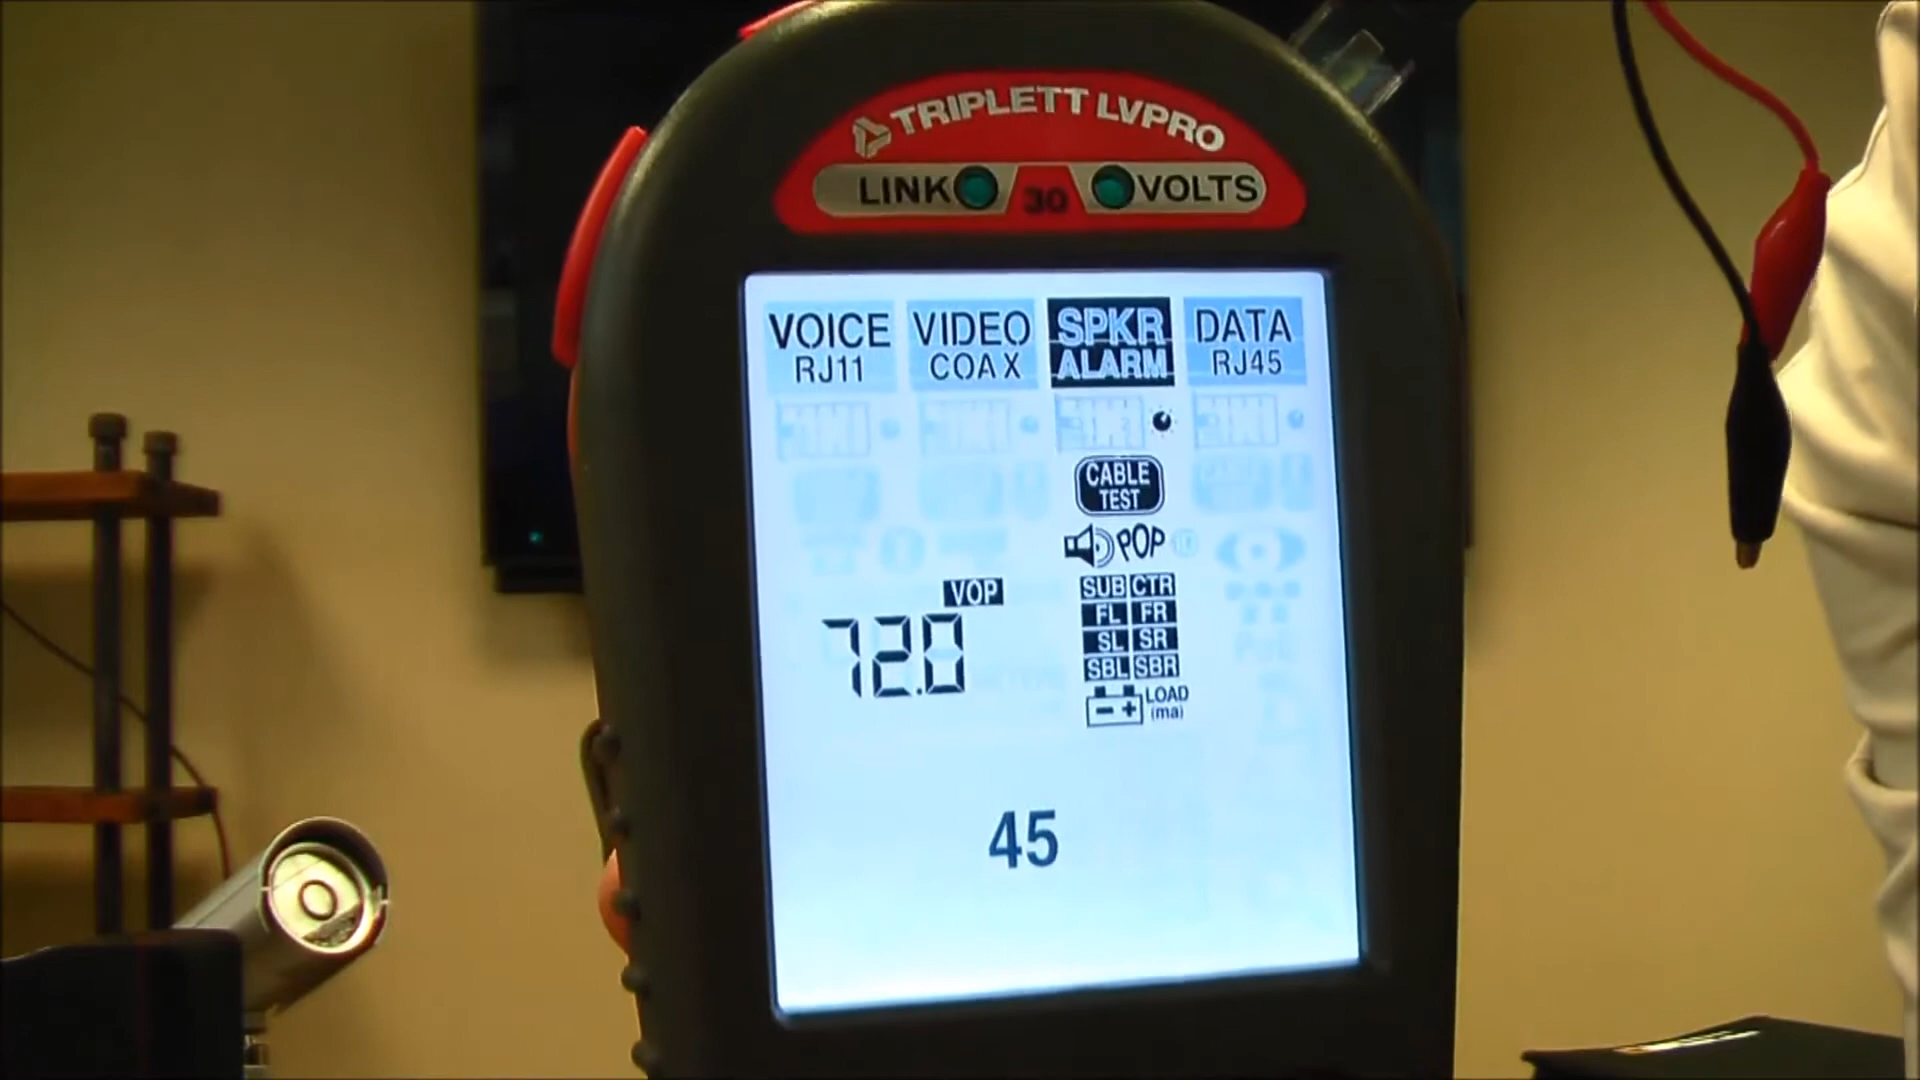 TRIPLETT LVPRO
LINK 30 VOLTS
VOICE VIDEO SPKR DATA
RJ11 COAX ALARM RJ45
CABLE
TEST
POP
SUB CTR
VOP
FL FR
72.0
SL SR
SBL SBR
LOAD
(ma)
45